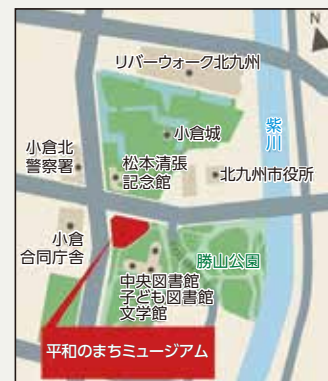 N
リバーウォーク北九州
小倉城
紫川
小倉北
警察署
松本清張
記念館
北九州市役所
小倉
合同庁舎
勝山公園
中央図書館
子ども図書館
文学館
平和のまちミュージアム